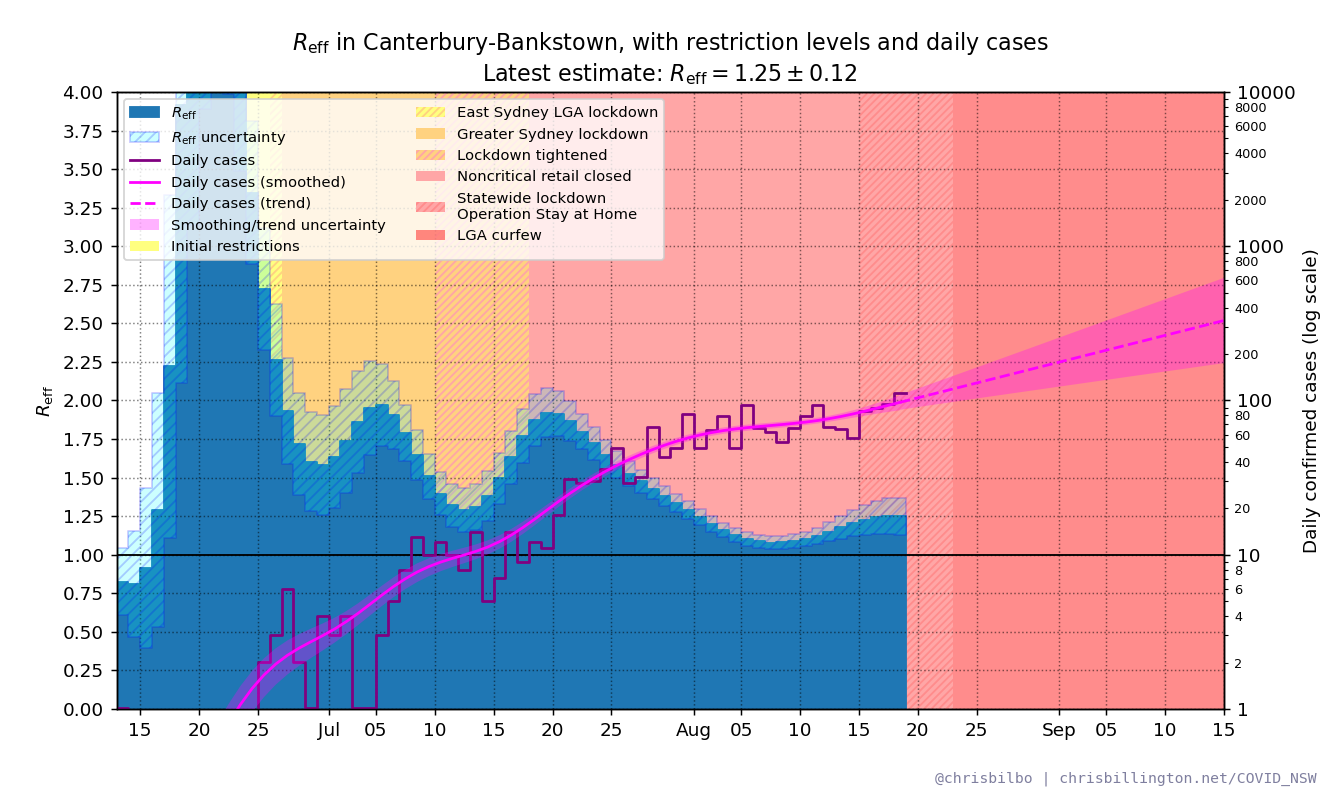 R_eff in Canterbury-Bankstown, with restriction levels and daily cases
Latest estimate: R_eff = 1.25 ± 0.12
R_eff
R_eff uncertainty
Daily cases
Daily cases (smoothed)
Daily cases (trend)
Smoothing/trend uncertainty
Initial restrictions
East Sydney LGA lockdown
Greater Sydney lockdown
Lockdown tightened
Noncritical retail closed
Statewide lockdown
Operation Stay at Home
LGA curfew
R_eff
4.00
3.75
3.50
3.25
3.00
2.75
2.50
2.25
2.00
1.75
1.50
1.25
1.00
0.75
0.50
0.25
0.00
10000
8000
6000
4000
2000
1000
800
600
400
200
100
80
60
40
20
10
8
6
4
2
1
Daily confirmed cases (log scale)
15 20 25 Jul 05 10 15 20 25 Aug 05 10 15 20 25 Sep 05 10 15
@chrisbilbo | chrisbillington.net/COVID_NSW